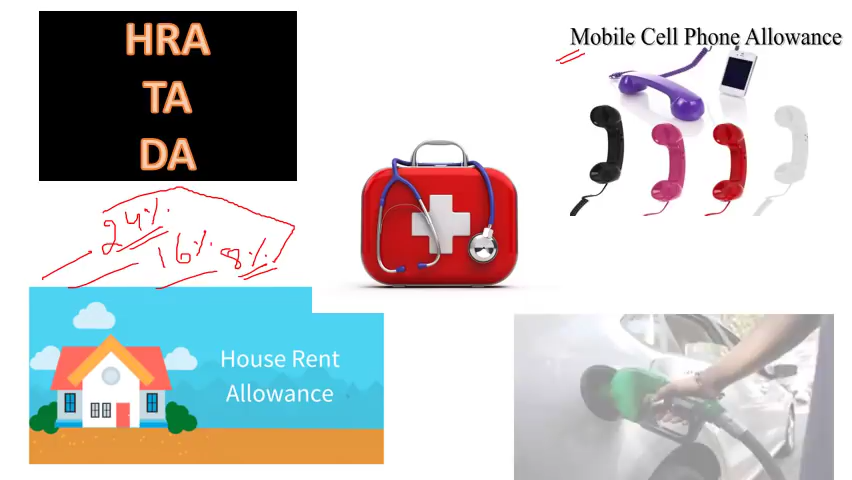 HRA
TA
DA
Mobile Cell Phone Allowance
24%.
16%.
8%.
House Rent
Allowance